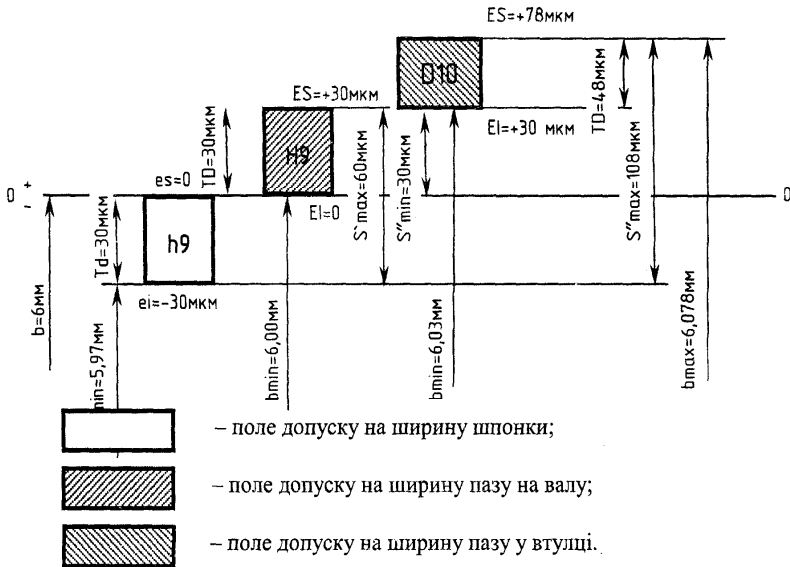 ES=+78мкм
D10
TD=48мкм
ES=+30мкм
EI=+30 мкм
TD=30мкм
H9
es=0
0
+
-
0
EI=0
S`max=60мкм
S″min=30мкм
S″max=108мкм
Td=30мкм
h9
ei=-30мкм
b=6мм
min=5,97мм
bmin=6,00мм
bmin=6,03мм
bmax=6,078мм
– поле допуску на ширину шпонки;
– поле допуску на ширину пазу на валу;
– поле допуску на ширину пазу у втулці.